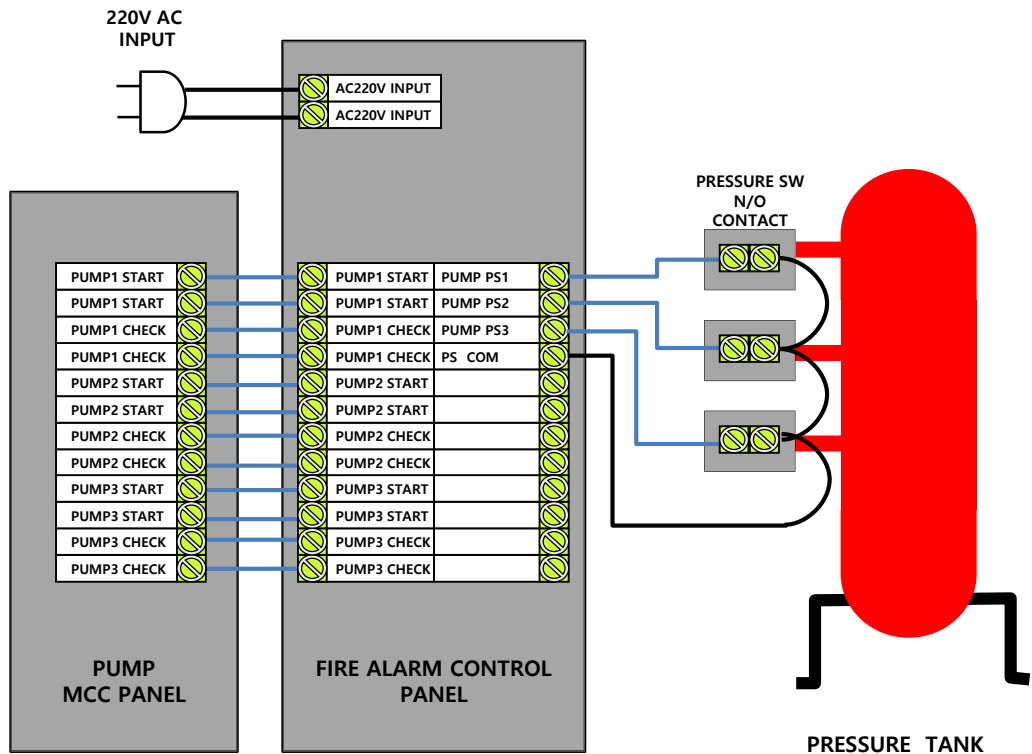 220V AC
INPUT
AC220V INPUT
AC220V INPUT
PRESSURE SW
N/O
CONTACT
PUMP1 START PUMP1 START PUMP PS1
PUMP1 START PUMP1 START PUMP PS2
PUMP1 CHECK PUMP1 CHECK PUMP PS3
PUMP1 CHECK PUMP1 CHECK PS COM
PUMP2 START PUMP2 START
PUMP2 START PUMP2 START
PUMP2 CHECK PUMP2 CHECK
PUMP2 CHECK PUMP2 CHECK
PUMP3 START PUMP3 START
PUMP3 START PUMP3 START
PUMP3 CHECK PUMP3 CHECK
PUMP3 CHECK PUMP3 CHECK
PUMP
MCC PANEL
FIRE ALARM CONTROL
PANEL
PRESSURE TANK